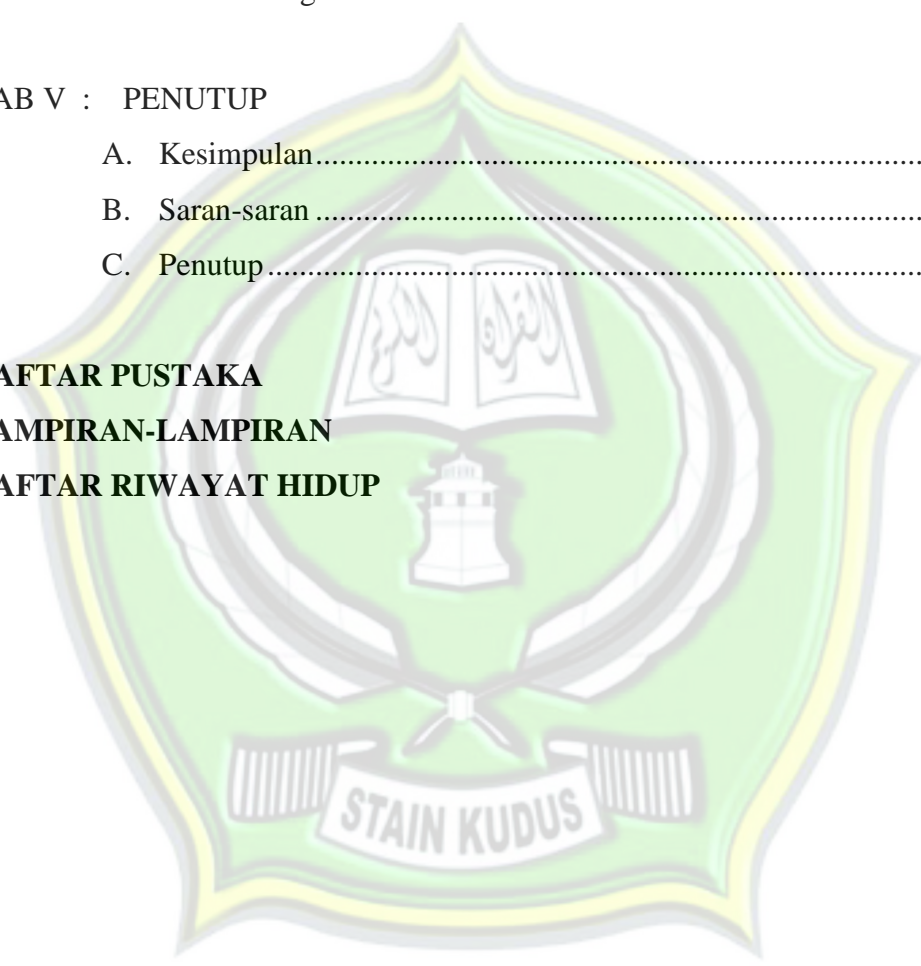 AB V : PENUTUP
A. Kesimpulan
B. Saran-saran
C. Penutup
AFTAR PUSTAKA
AMPIRAN-LAMPIRAN
AFTAR RIWAYAT HIDUP
STAIN KUDUS